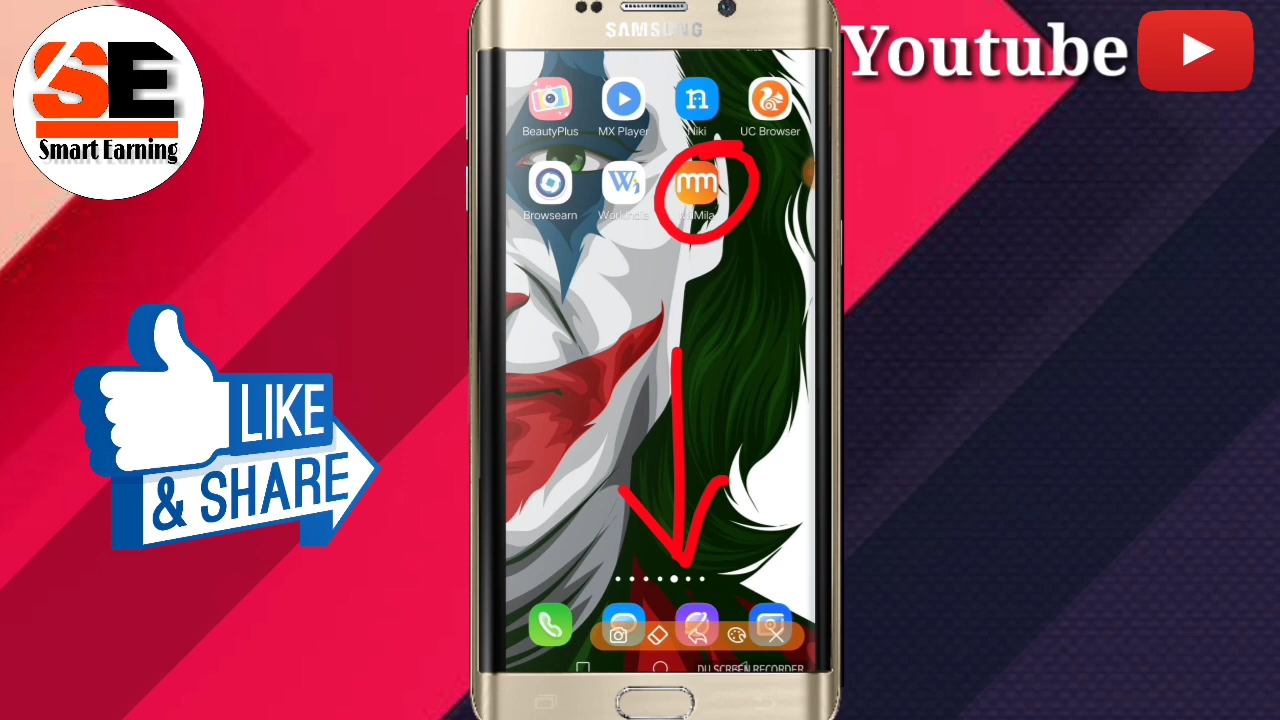 SE
Smart Earning
Youtube
SAMSUNG
BeautyPlus
MX Player
Niki
UC Browser
Browsearn
LIKE
& SHARE
DU SCREEN RECORDER